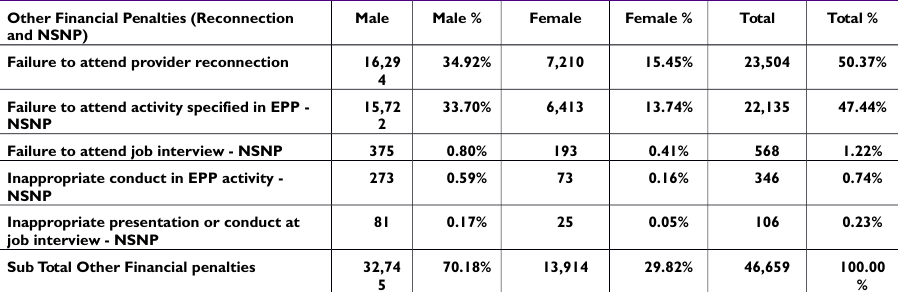 Other Financial Penalties (Reconnection and NSNP) Male Male % Female Female % Total Total %
Failure to attend provider reconnection 16,294 34.92% 7,210 15.45% 23,504 50.37%
Failure to attend activity specified in EPP - NSNP 15,722 33.70% 6,413 13.74% 22,135 47.44%
Failure to attend job interview - NSNP 375 0.80% 193 0.41% 568 1.22%
Inappropriate conduct in EPP activity - NSNP 273 0.59% 73 0.16% 346 0.74%
Inappropriate presentation or conduct at job interview - NSNP 81 0.17% 25 0.05% 106 0.23%
Sub Total Other Financial penalties 32,745 70.18% 13,914 29.82% 46,659 100.00%